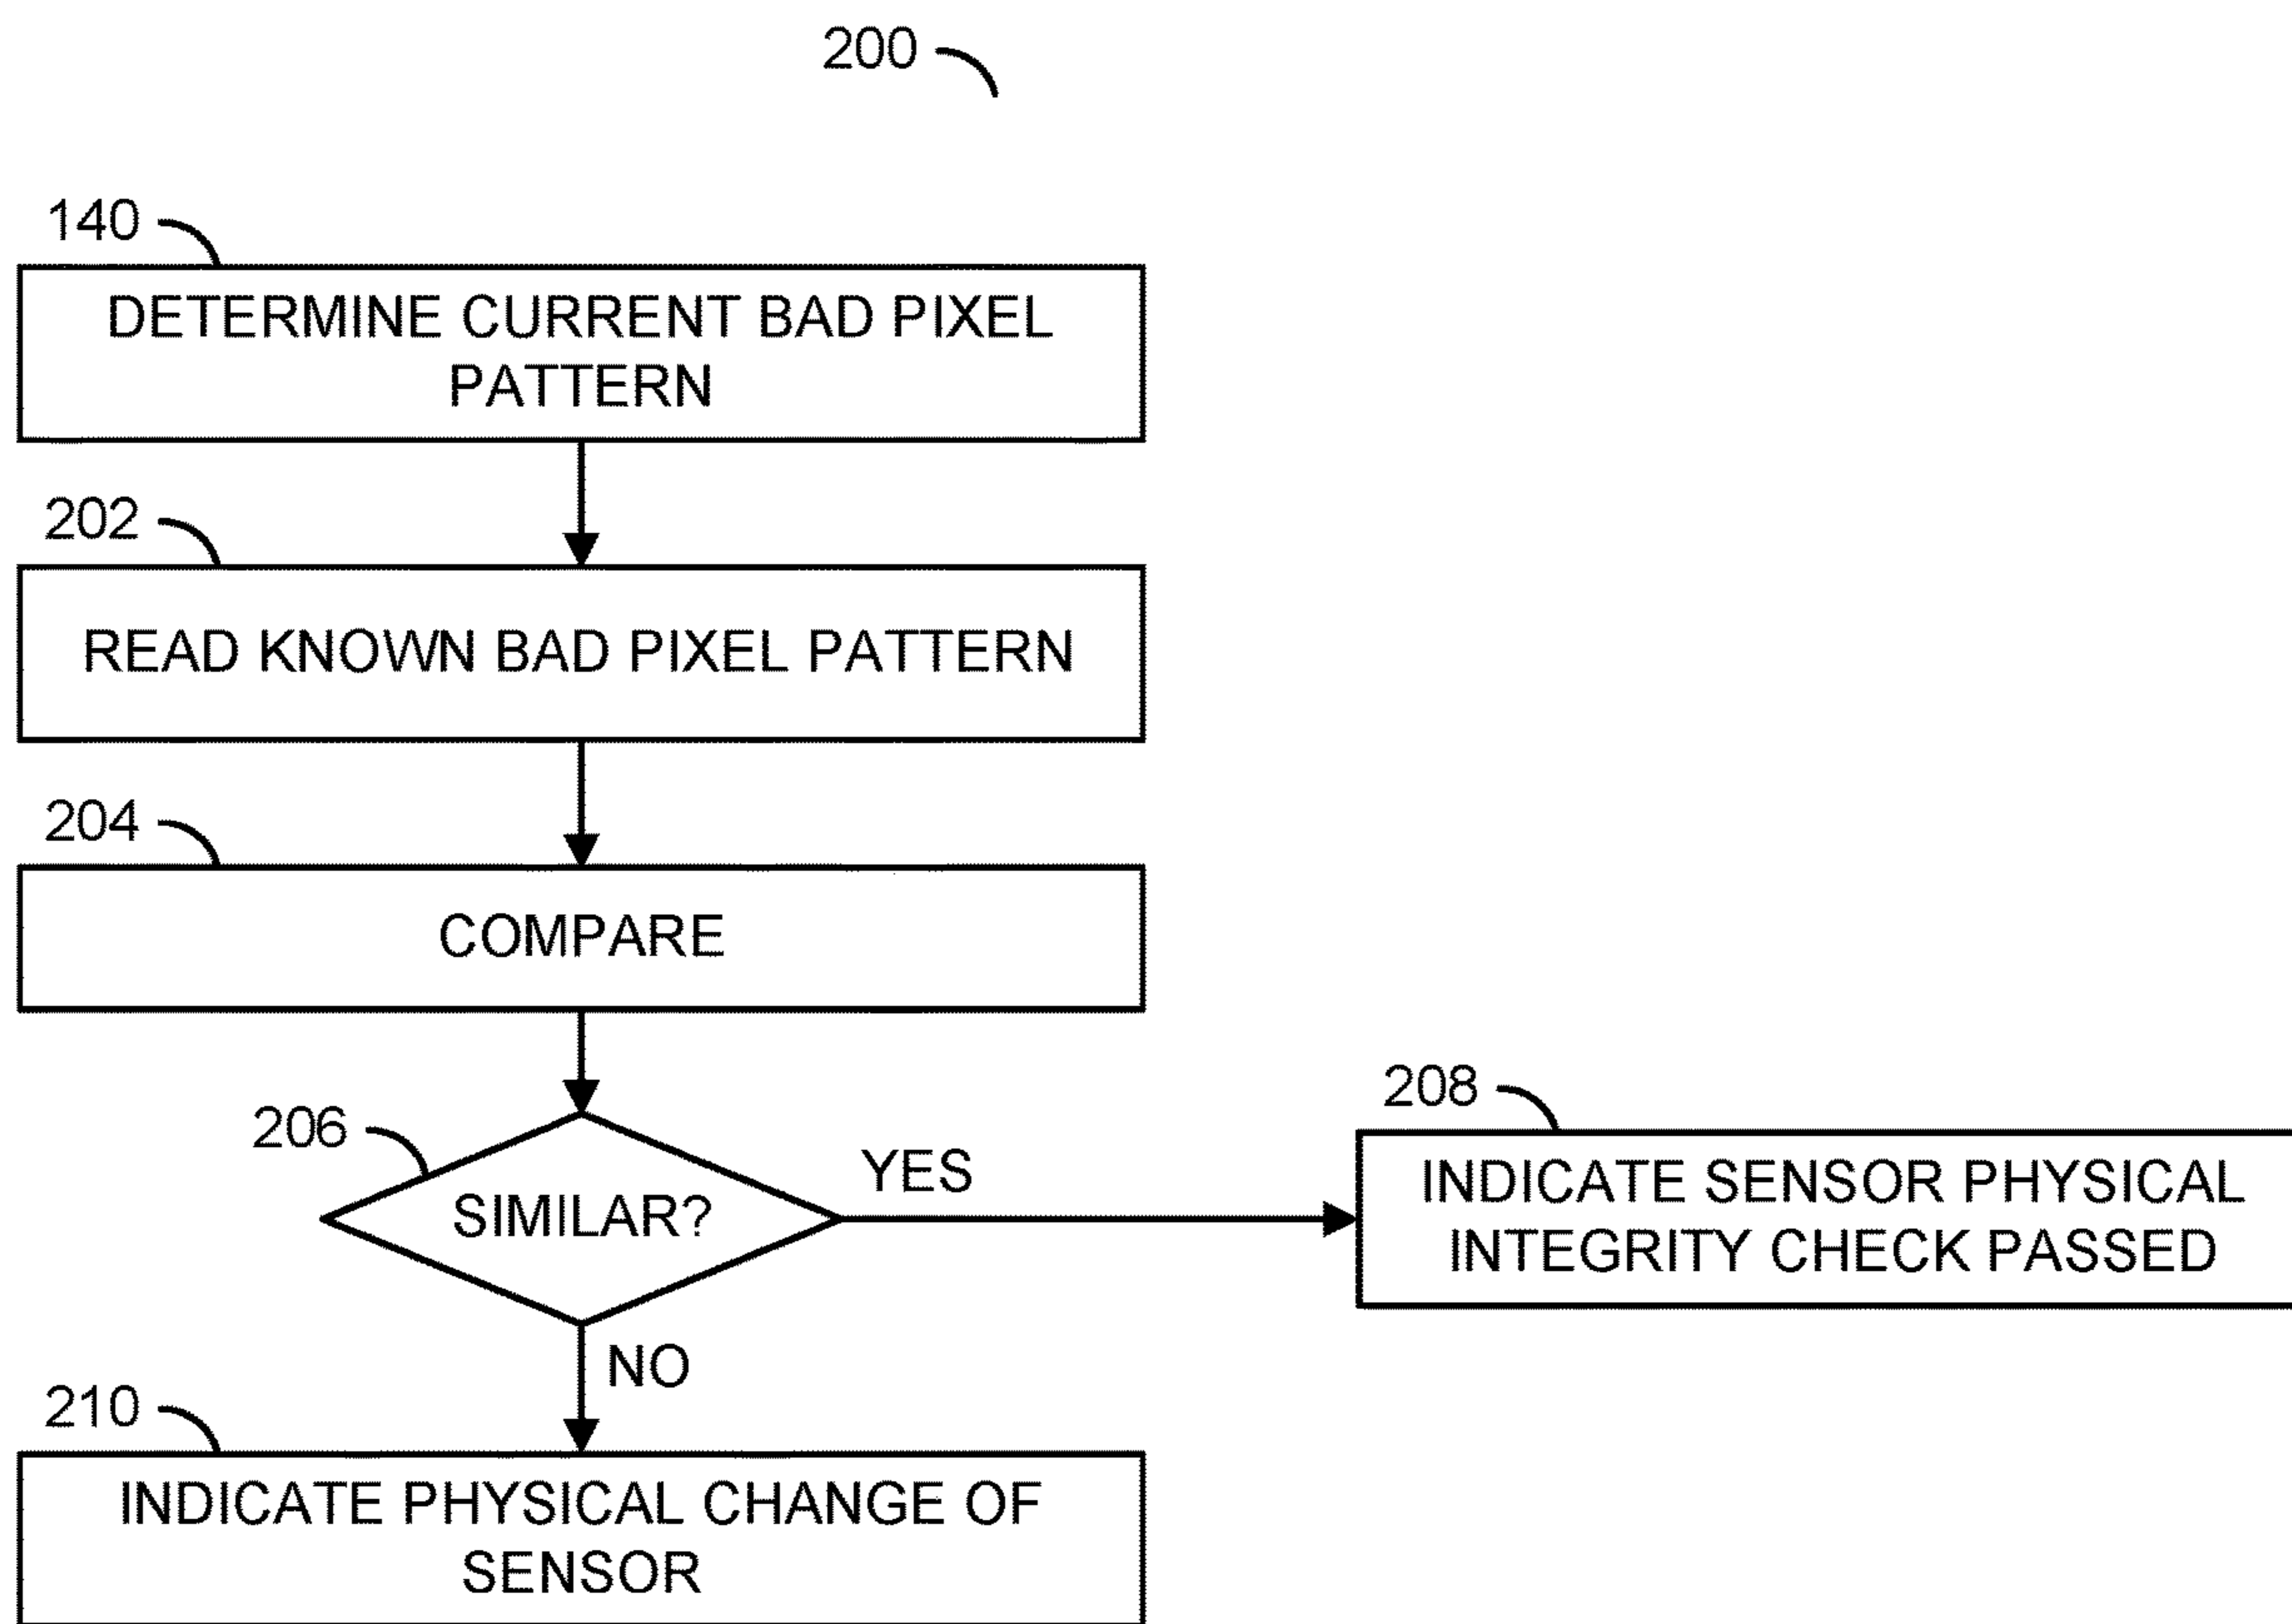 200
140
DETERMINE CURRENT BAD PIXEL
PATTERN
202
READ KNOWN BAD PIXEL PATTERN
204
COMPARE
206
SIMILAR?
YES
208
INDICATE SENSOR PHYSICAL
INTEGRITY CHECK PASSED
NO
210
INDICATE PHYSICAL CHANGE OF
SENSOR